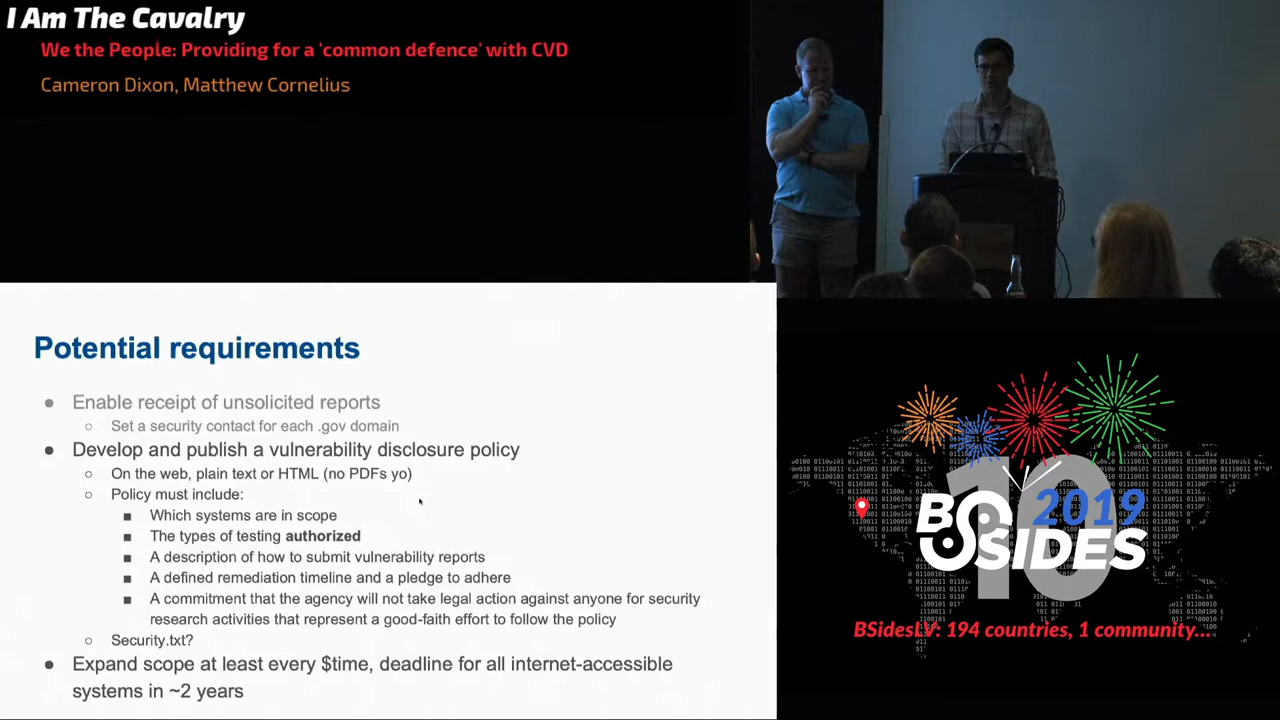 I Am The Cavalry
We the People: Providing for a 'common defence' with CVD
Cameron Dixon, Matthew Cornelius
Potential requirements
● Enable receipt of unsolicited reports
○ Set a security contact for each .gov domain
● Develop and publish a vulnerability disclosure policy
○ On the web, plain text or HTML (no PDFs yo)
○ Policy must include:
■ Which systems are in scope
■ The types of testing authorized
■ A description of how to submit vulnerability reports
■ A defined remediation timeline and a pledge to adhere
■ A commitment that the agency will not take legal action against anyone for security
research activities that represent a good-faith effort to follow the policy
○ Security.txt?
● Expand scope at least every $time, deadline for all internet-accessible
systems in ~2 years
10
2019
BSIDES
BSidesLV: 194 countries, 1 community...